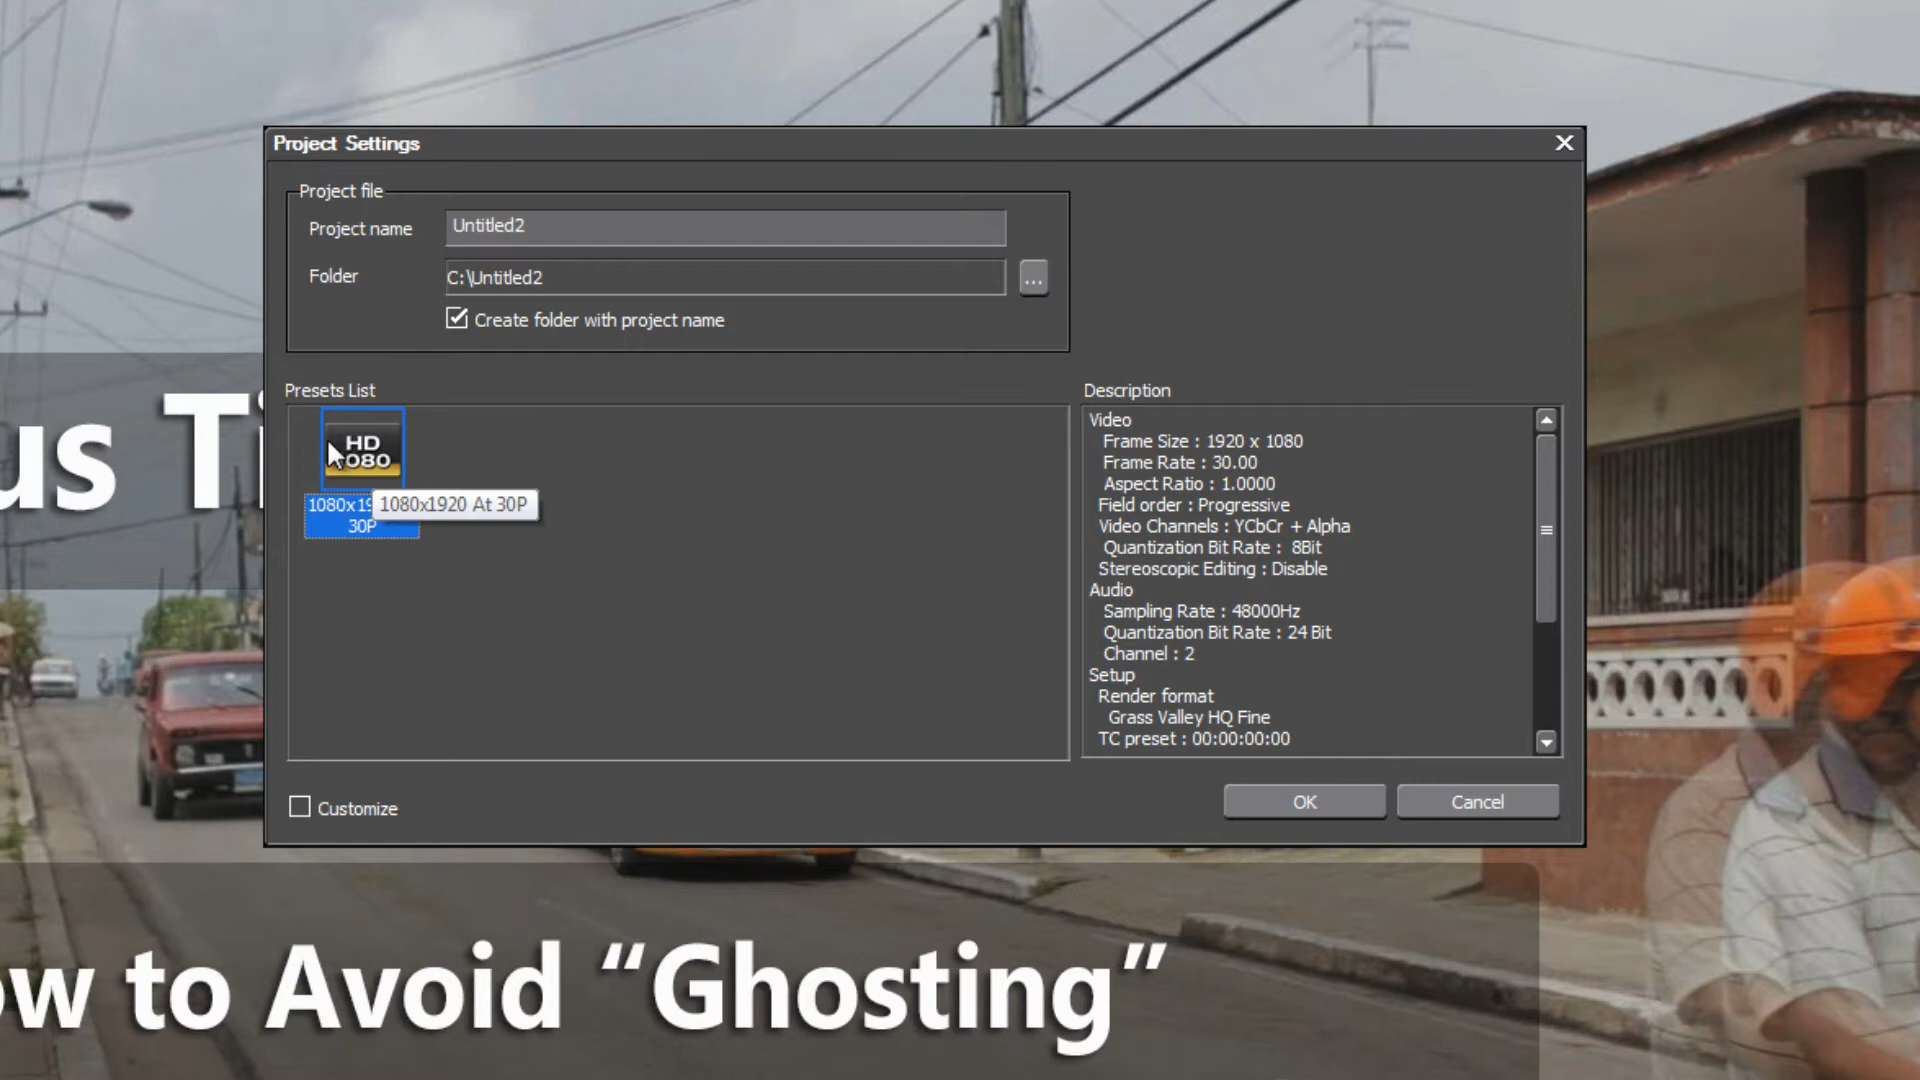 Project Settings
Project file
Project name
Untitled2
Folder
C:\Untitled2
...
Create folder with project name
Presets List
HD
1080x19
30P
1080x1920 At 30P
Description
Video
Frame Size : 1920 x 1080
Frame Rate : 30.00
Aspect Ratio : 1.0000
Field order : Progressive
Video Channels : YCbCr + Alpha
Quantization Bit Rate : 8Bit
Stereoscopic Editing : Disable
Audio
Sampling Rate : 48000Hz
Quantization Bit Rate : 24 Bit
Channel : 2
Setup
Render format
Grass Valley HQ Fine
TC preset : 00:00:00:00
Customize
OK
Cancel
us Ti
ow to Avoid “Ghosting”